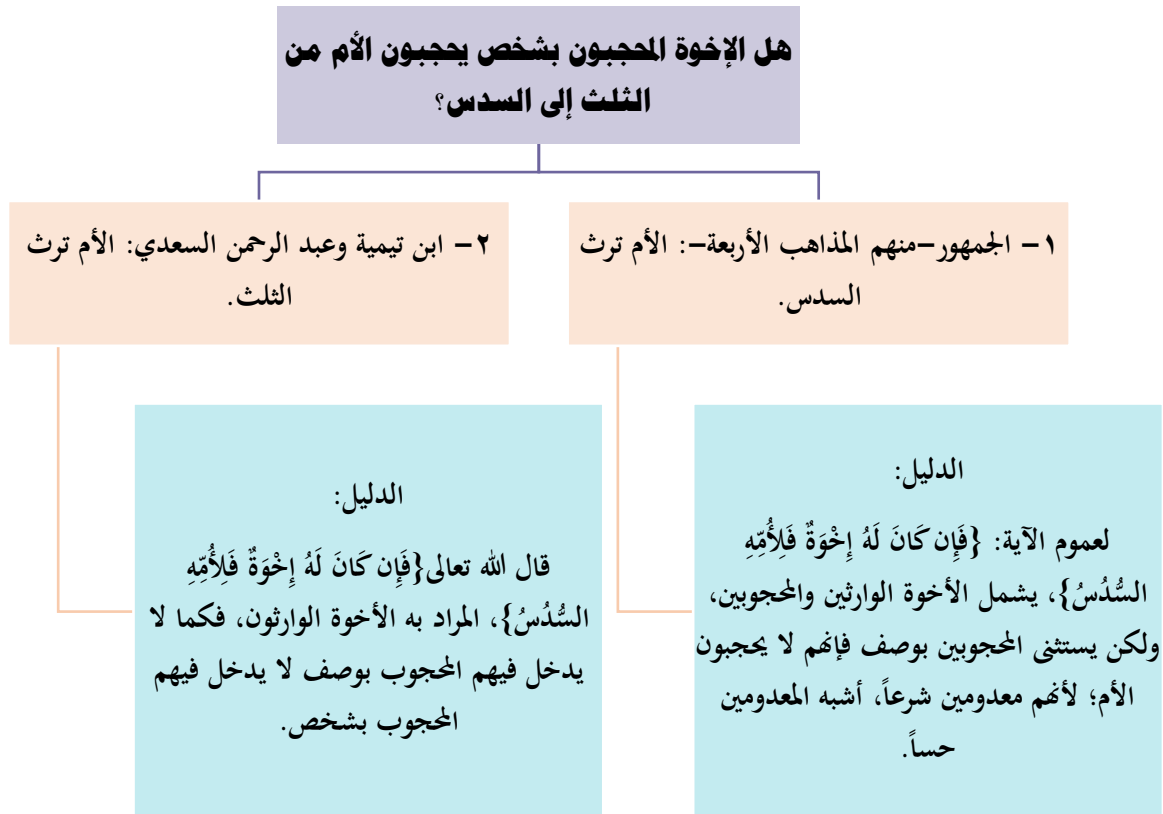 هل الإخوة المحجبون بشخص يحجبون الأم من
الثلث إلى السدس؟
١- الجمهور-منهم المذاهب الأربعة-: الأم ترث
السدس.
٢- ابن تيمية وعبد الرحمن السعدي: الأم ترث
الثلث.
الدليل:
لعموم الآية: {فَإِن كَانَ لَهُ إِخْوَةٌ فَلِأُمِّهِ
السُّدُسُ}، يشمل الأخوة الوارثين والمحجوبين،
ولكن يستثنى المحجوبين بوصف فإنهم لا يحجبون
الأم؛ لأنهم معدومين شرعاً، أشبه المعدومين
حساً.
الدليل:
قال الله تعالى{فَإِن كَانَ لَهُ إِخْوَةٌ فَلِأُمِّهِ
السُّدُسُ}، المراد به الأخوة الوارثون، فكما لا
يدخل فيهم المحجوب بوصف لا يدخل فيهم
المحجوب بشخص.